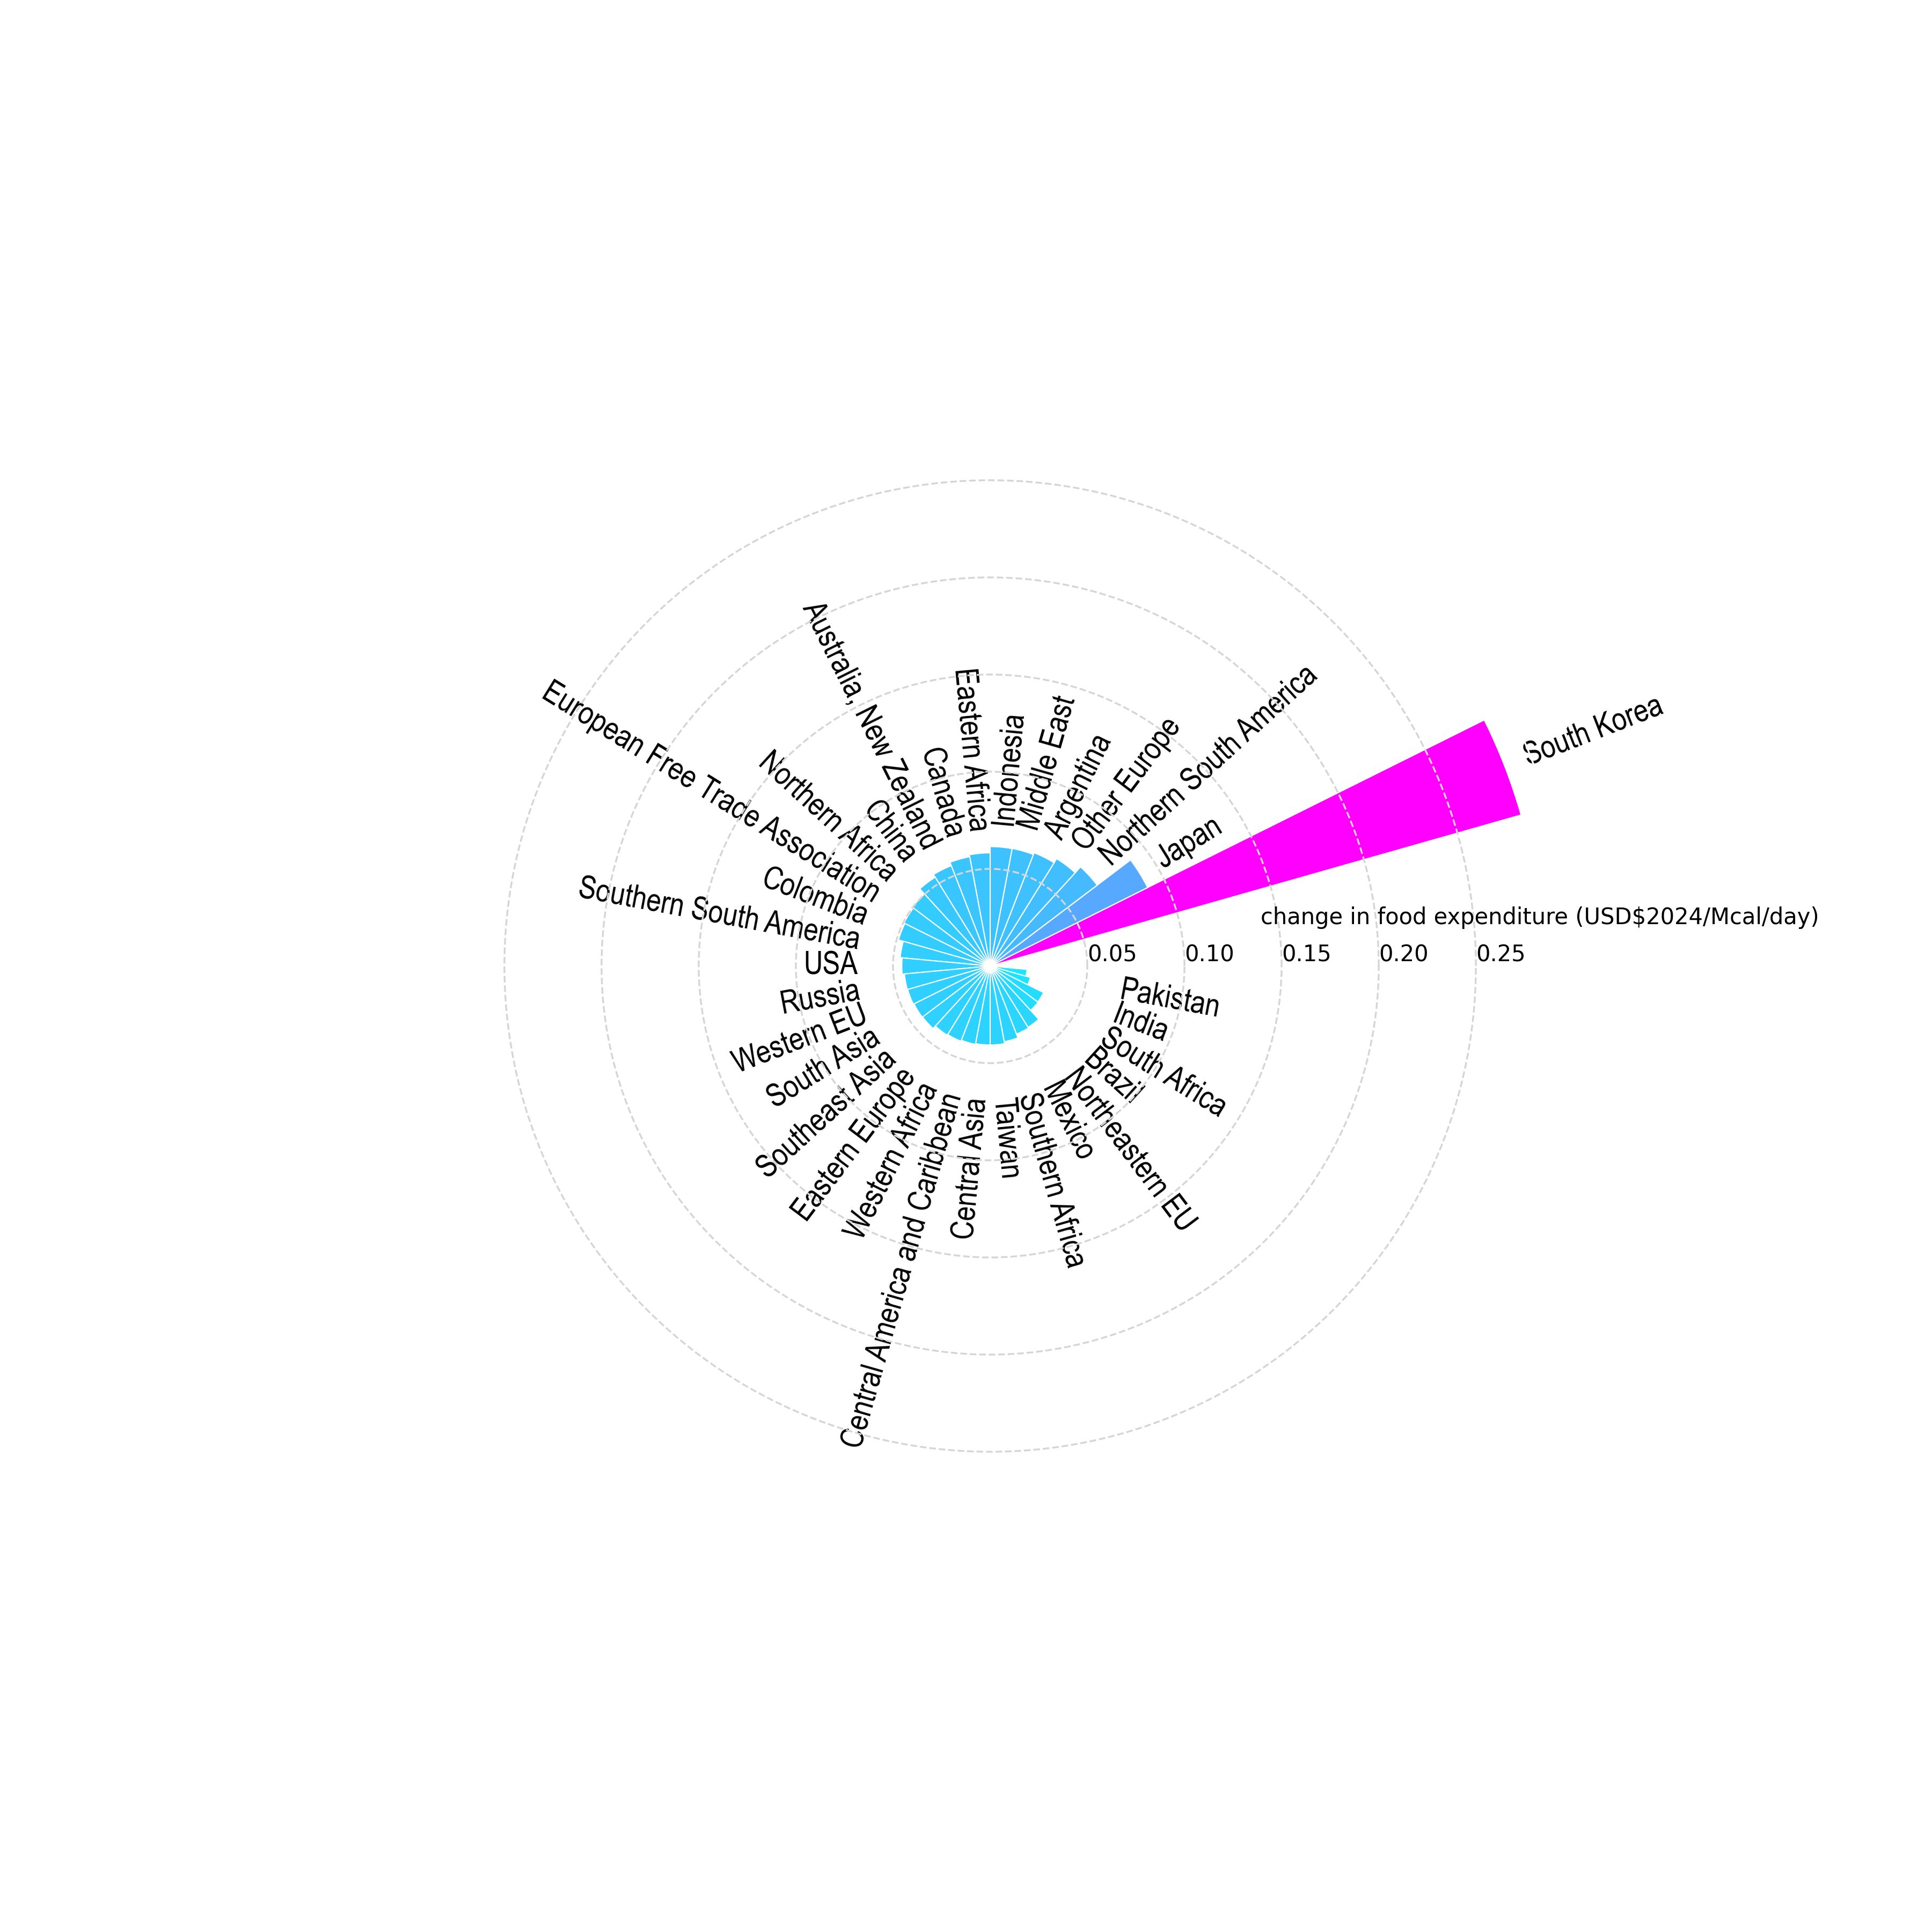 South Korea
Japan
Northern South America
Other Europe
Argentina
Middle East
Indonesia
Eastern Africa
Canada
Australia, New Zealand
China
Northern Africa
European Free Trade Association
Colombia
Southern South America
USA
Russia
Western EU
South Asia
Southeast Asia
Eastern Europe
Western Africa
Central America and Caribbean
Central Asia
Taiwan
Southern Africa
Mexico
Northeastern EU
Brazil
South Africa
India
Pakistan
change in food expenditure (USD$2024/Mcal/day)
0.05
0.10
0.15
0.20
0.25